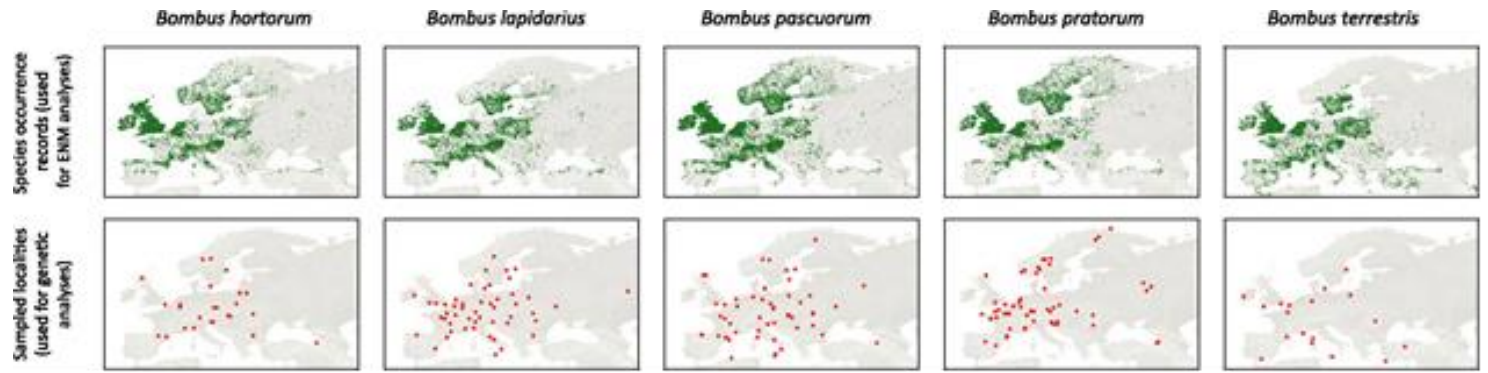 Bombus hortorum
Bombus lapidarius
Bombus pascuorum
Bombus pratorum
Bombus terrestris
Species occurrence
records (used
for ENM analyses)
Sampled localities
(used for genetic
analyses)